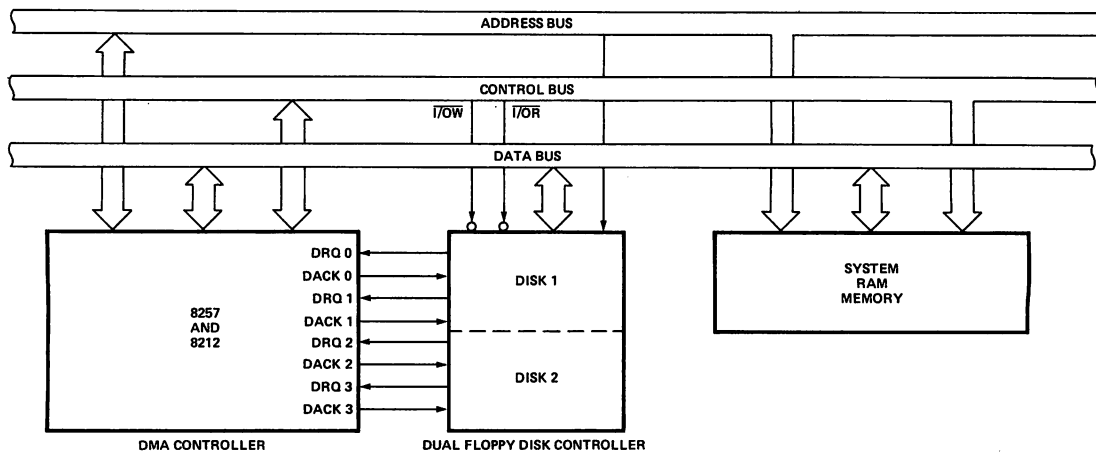 ADDRESS BUS
CONTROL BUS
I/OW
I/OR
DATA BUS
DRQ 0
DACK 0
DRQ 1
DACK 1
DRQ 2
DACK 2
DRQ 3
DACK 3
8257
AND
8212
DISK 1
DISK 2
SYSTEM
RAM
MEMORY
DMA CONTROLLER
DUAL FLOPPY DISK CONTROLLER